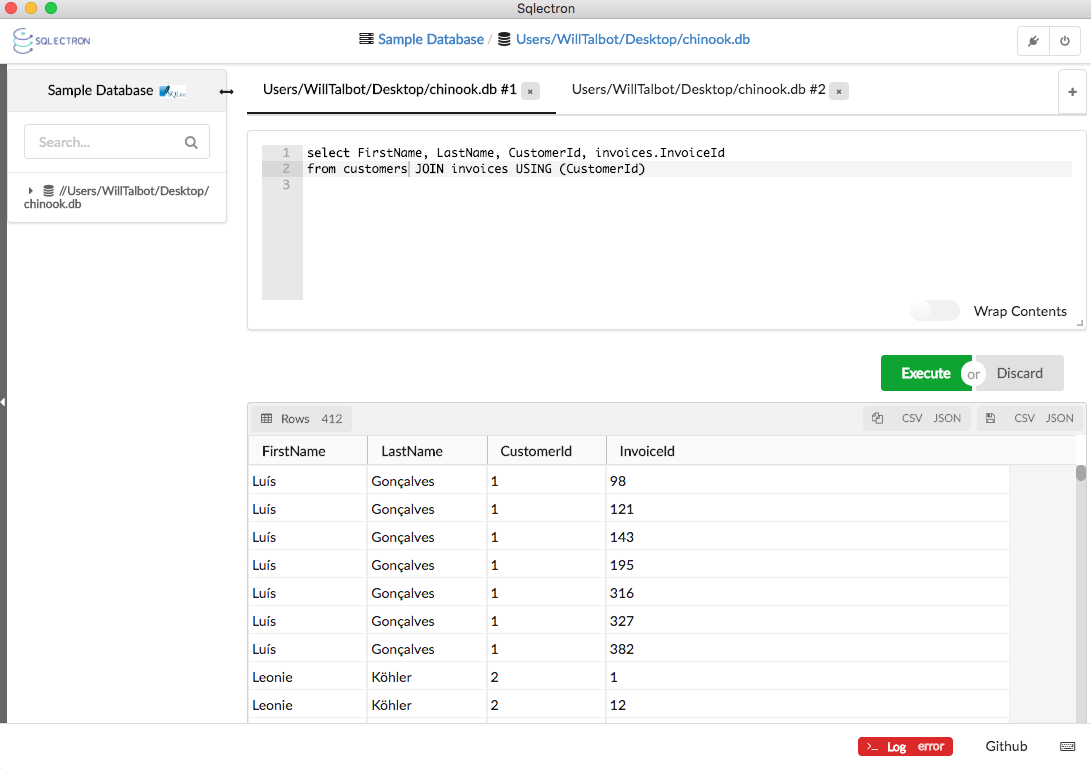 Sqlectron
SQLECTRON
Sample Database / Users/WillTalbot/Desktop/chinook.db
Sample Database SQLite
Users/WillTalbot/Desktop/chinook.db #1 ×
Users/WillTalbot/Desktop/chinook.db #2 ×
+
Search...
//Users/WillTalbot/Desktop/
chinook.db
1 select FirstName, LastName, CustomerId, invoices.InvoiceId
2 from customers JOIN invoices USING (CustomerId)
3
Wrap Contents
Execute or Discard
Rows 412 CSV JSON CSV JSON
FirstName LastName CustomerId InvoiceId
Luís Gonçalves 1 98
Luís Gonçalves 1 121
Luís Gonçalves 1 143
Luís Gonçalves 1 195
Luís Gonçalves 1 316
Luís Gonçalves 1 327
Luís Gonçalves 1 382
Leonie Köhler 2 1
Leonie Köhler 2 12
>_ Log error Github